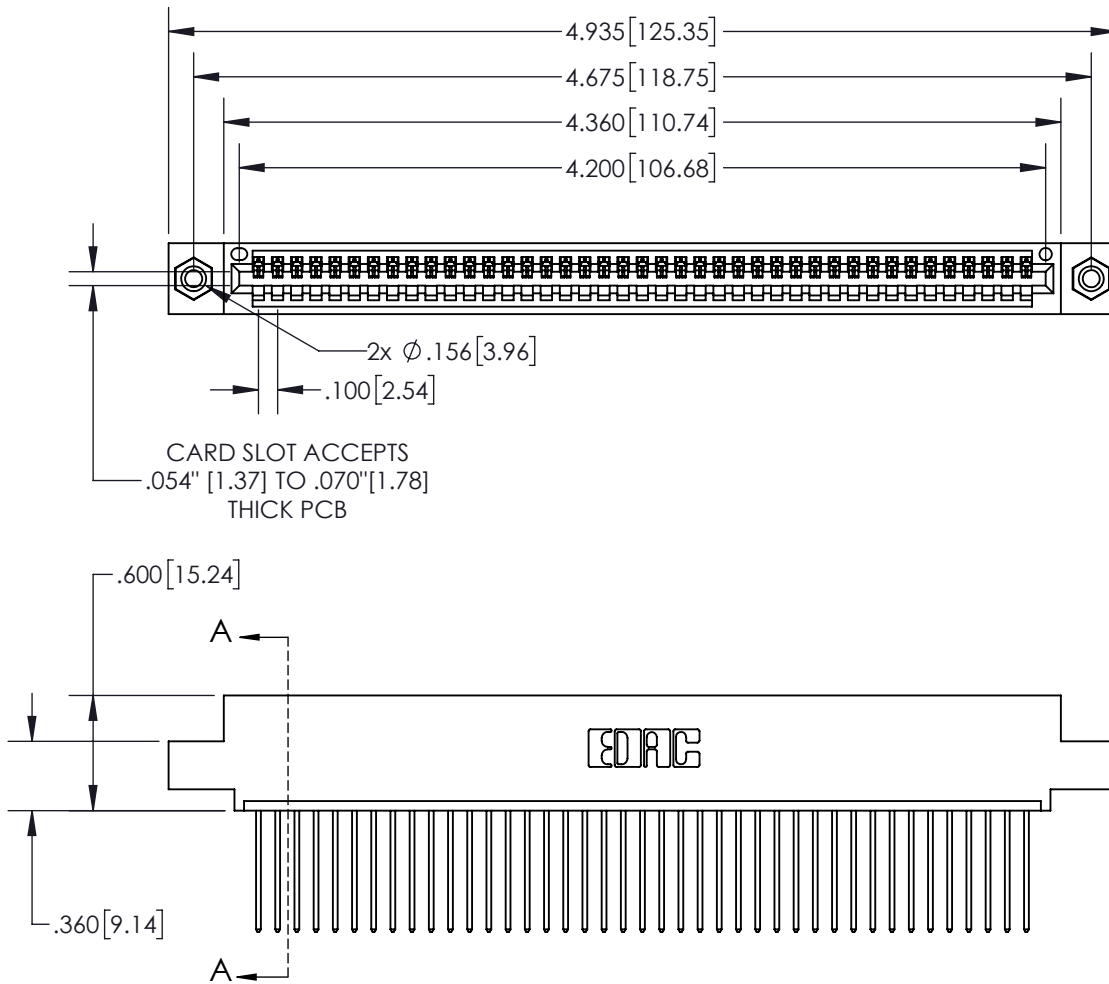 4.935[125.35]
4.675[118.75]
4.360[110.74]
4.200[106.68]
2x Ø .156[3.96]
.100[2.54]
CARD SLOT ACCEPTS
.054" [1.37] TO .070"[1.78]
THICK PCB
.600[15.24]
A
EDAC
.360[9.14]
A